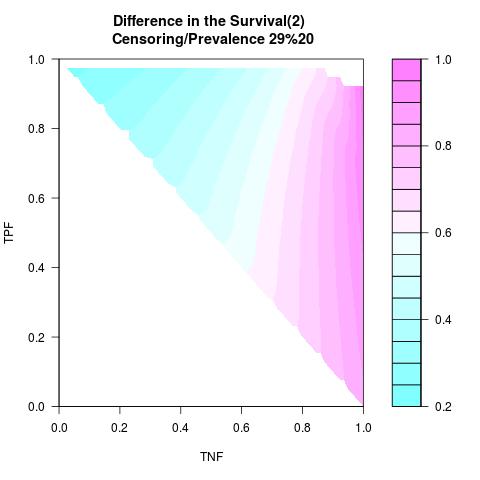 Difference in the Survival(2)
Censoring/Prevalence 29%20
1.0
0.8
0.6
0.4
0.2
0.0
TPF
0.0 0.2 0.4 0.6 0.8 1.0
TNF
1.0
0.8
0.6
0.4
0.2